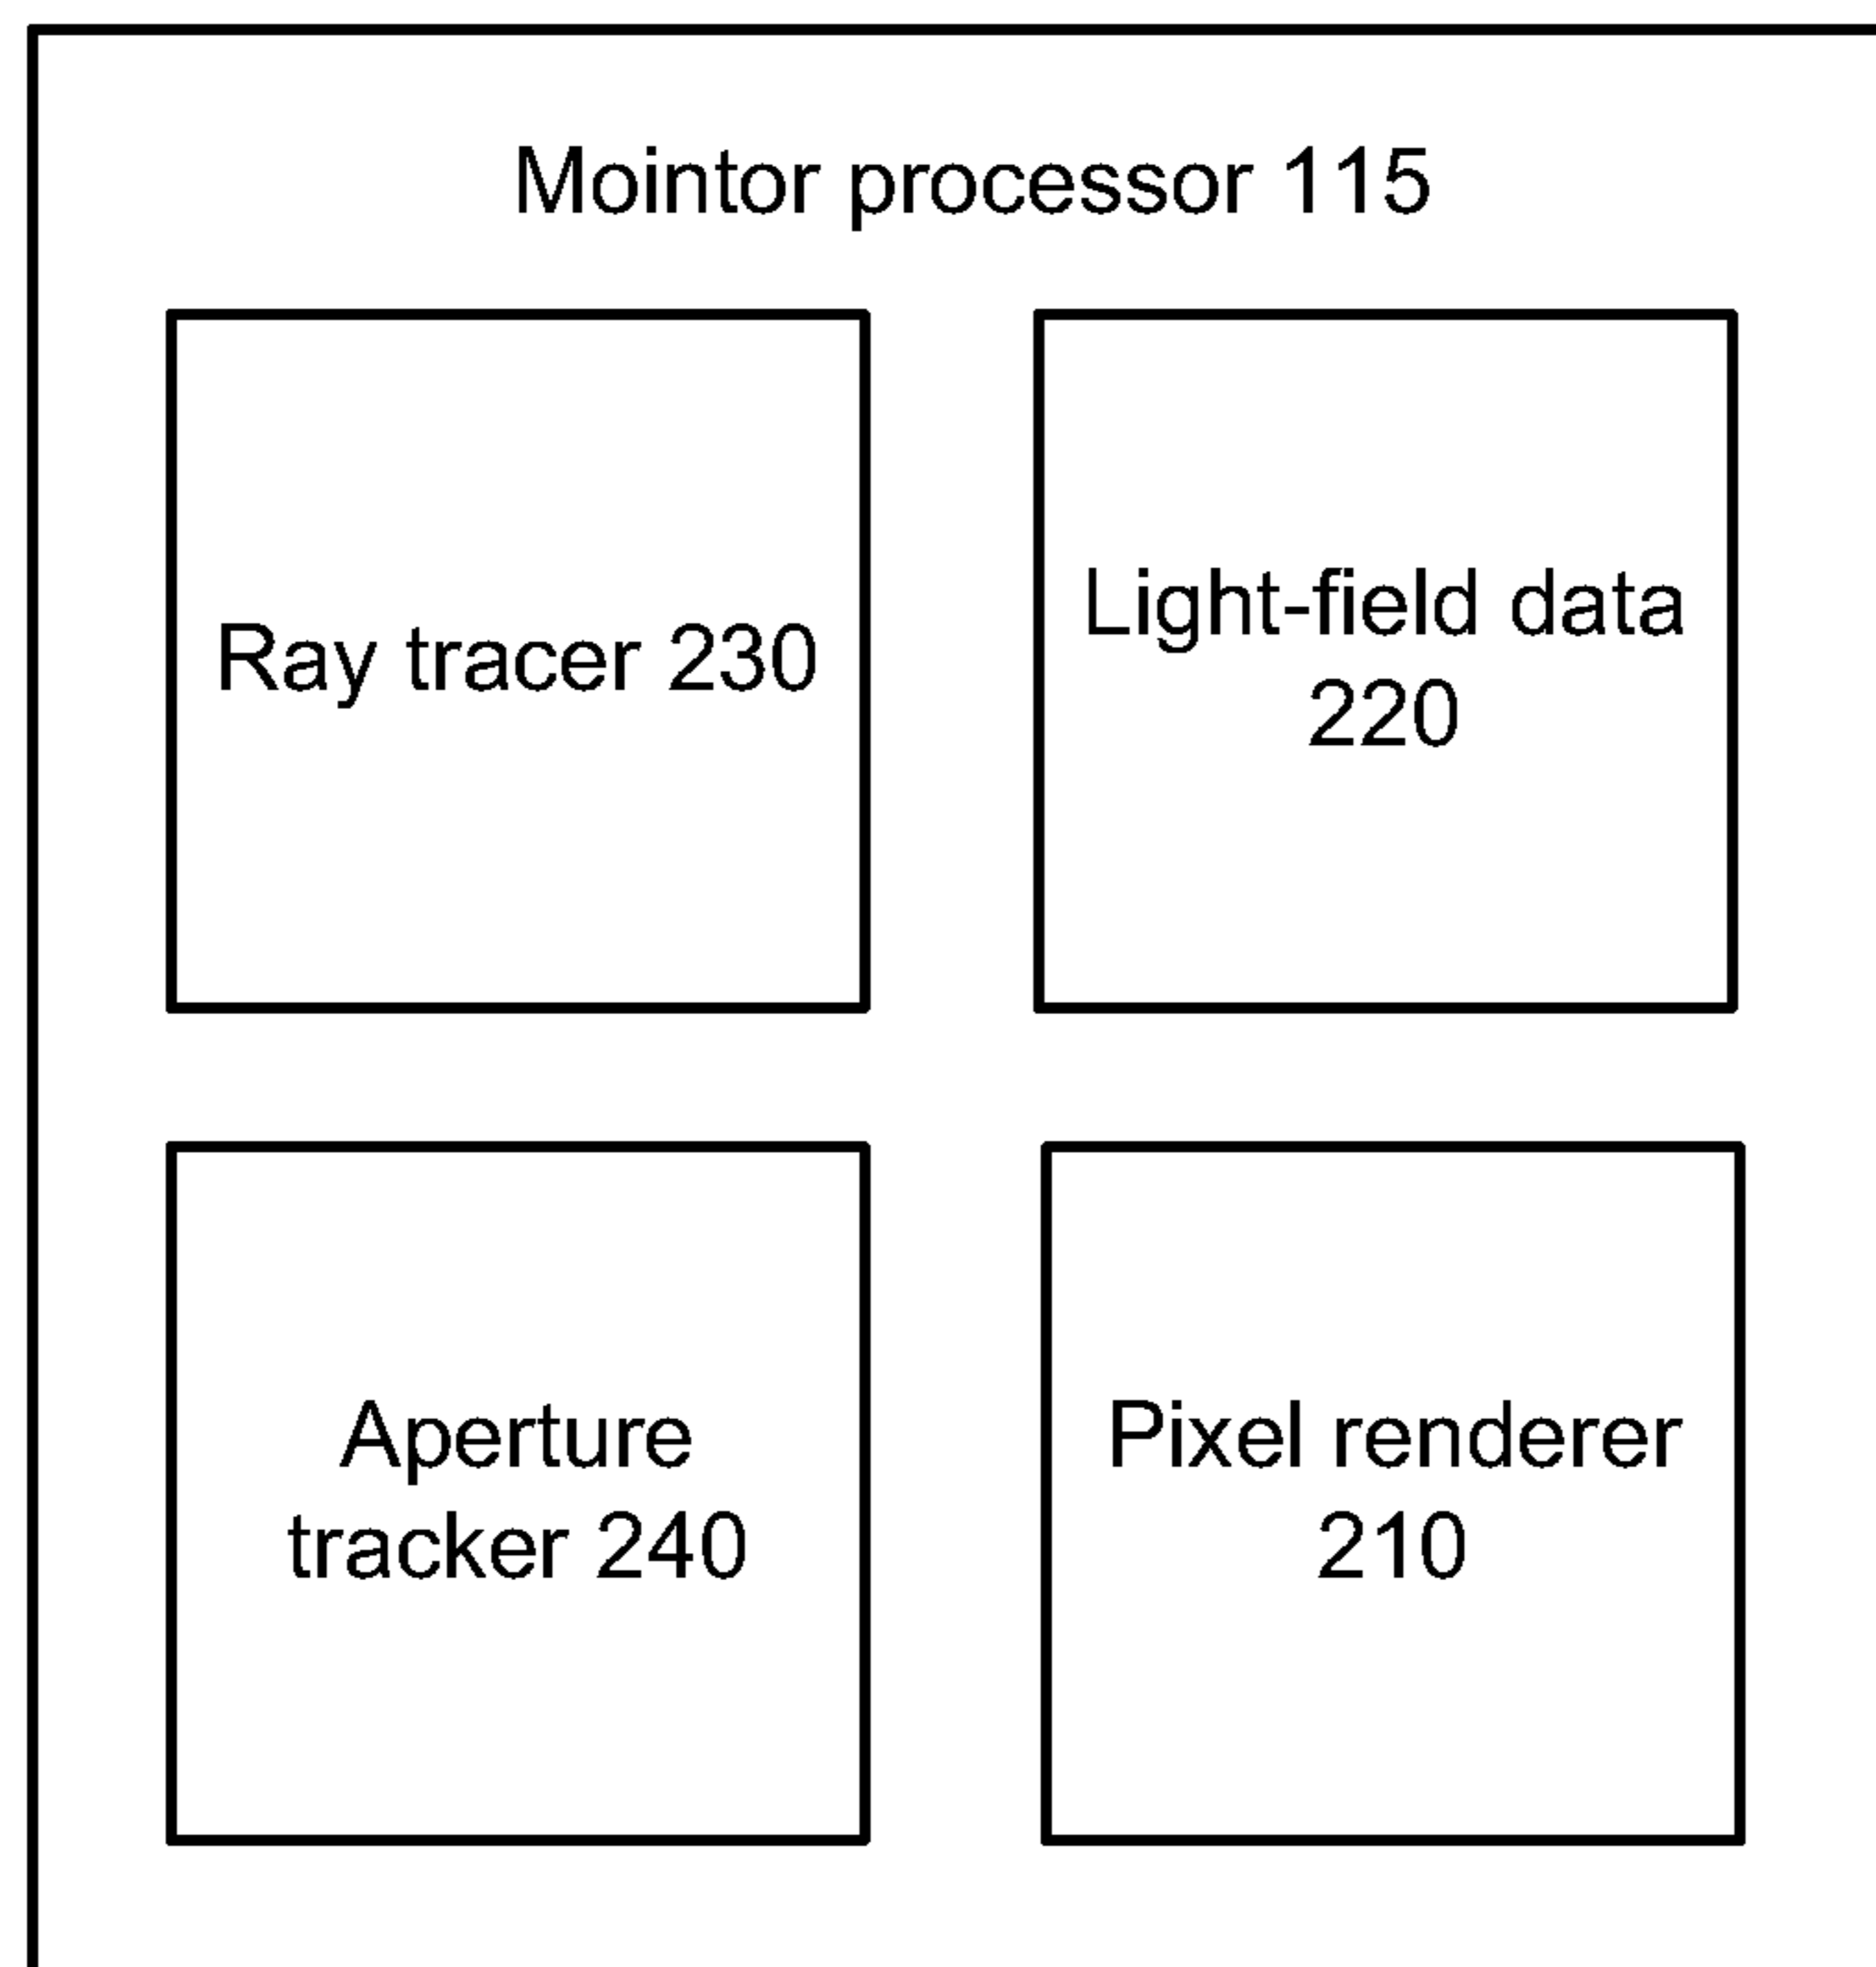 Mointor processor 115
Ray tracer 230
Light-field data
220
Aperture
tracker 240
Pixel renderer
210